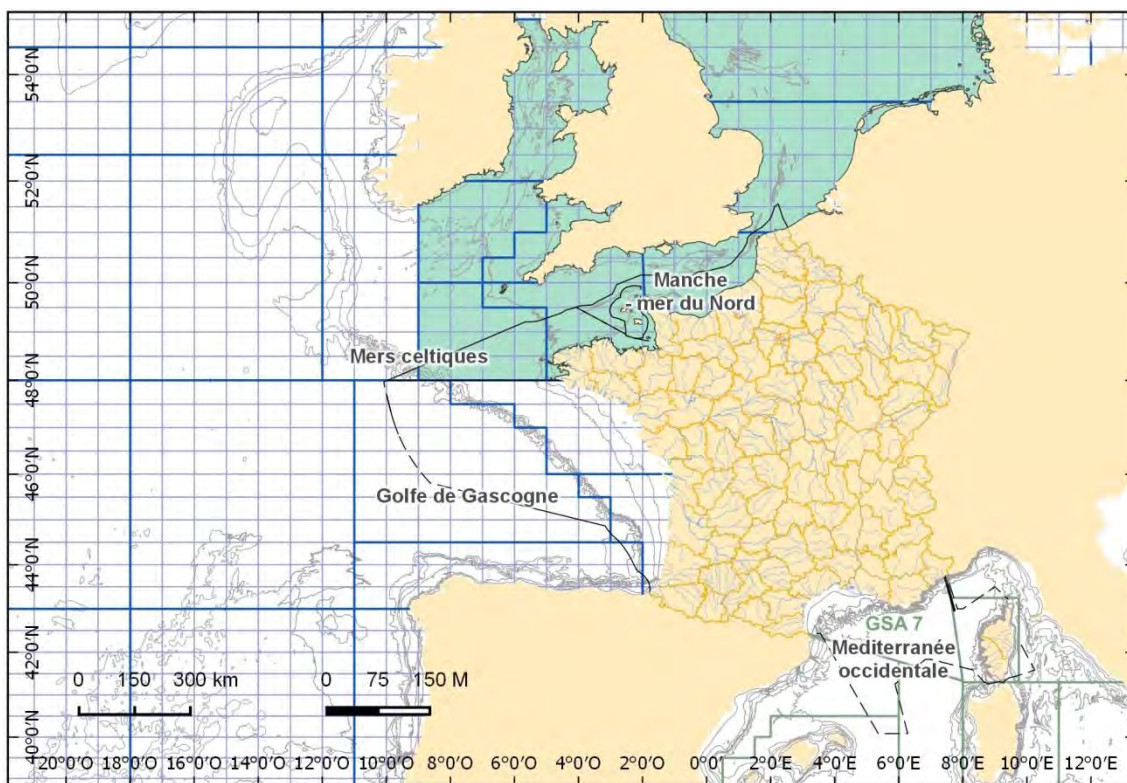 54°0'N
52°0'N
50°0'N
48°0'N
46°0'N
44°0'N
42°0'N
40°0'N
Manche
- mer du Nord
Mers celtiques
Golfe de Gascogne
GSA 7
Mediterranée
occidentale
0 150 300 km
0 75 150 M
20°0'O 18°0'O 16°0'O 14°0'O 12°0'O 10°0'O 8°0'O 6°0'O 4°0'O 2°0'O 0°0' 2°0'E 4°0'E 6°0'E 8°0'E 10°0'E 12°0'E